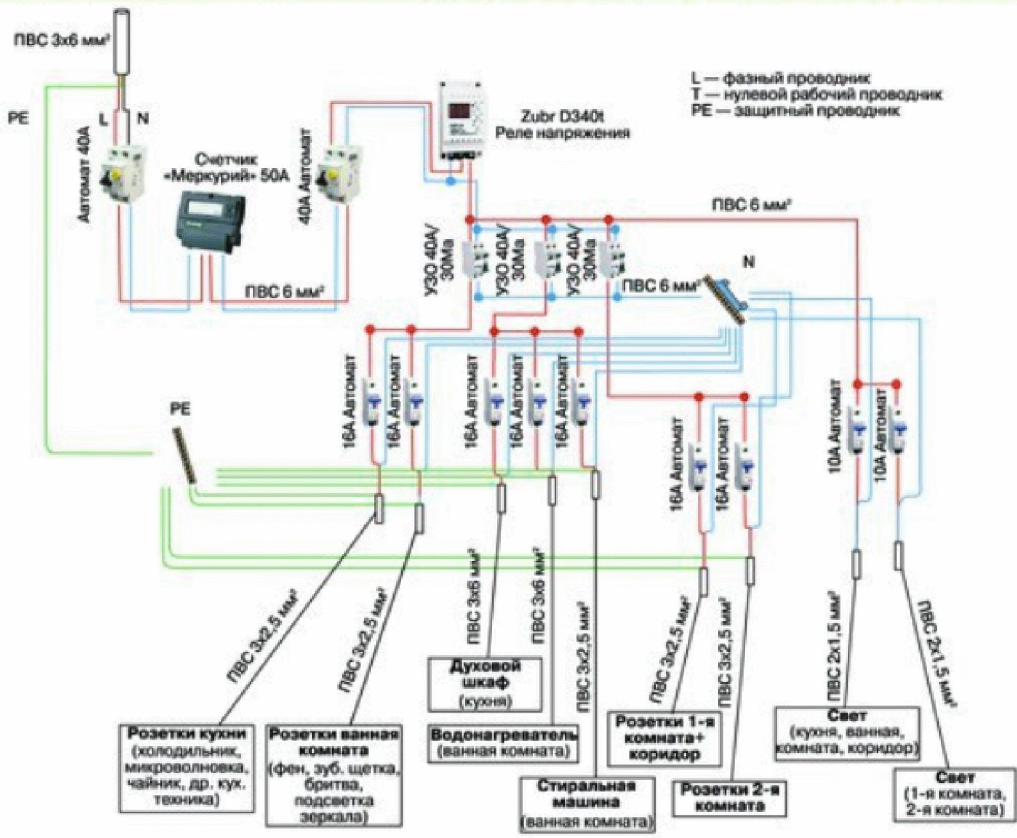 ПВС 3х6 мм²
PE
L
N
Автомат 40А
Счетчик
«Меркурий» 50А
40А Автомат
Zubr D340t
Реле напряжения
L — фазный проводник
Т — нулевой рабочий проводник
PE — защитный проводник
ПВС 6 мм²
ПВС 6 мм²
УЗО 40А/
30Ма
УЗО 40А/
30Ма
УЗО 40А/
30Ма
ПВС 6 мм²
N
16А Автомат
16А Автомат
16А Автомат
16А Автомат
16А Автомат
16А Автомат
16А Автомат
10А Автомат
10А Автомат
PE
ПВС 3х2,5 мм²
ПВС 3х2,5 мм²
ПВС 3х6 мм²
ПВС 3х6 мм²
ПВС 3х2,5 мм²
ПВС 3х2,5 мм²
ПВС 3х2,5 мм²
ПВС 2х1,5 мм²
ПВС 2х1,5 мм²
Розетки кухни
(холодильник,
микроволновка,
чайник, др. кух.
техника)
Розетки ванная
комната
(фен, зуб. щетка,
бритва,
подсветка
зеркала)
Духовой
шкаф
(кухня)
Водонагреватель
(ванная комната)
Стиральная
машина
(ванная комната)
Розетки 1-я
комната+
коридор
Розетки 2-я
комната
Свет
(кухня, ванная,
комната, коридор)
Свет
(1-я комната,
2-я комната)